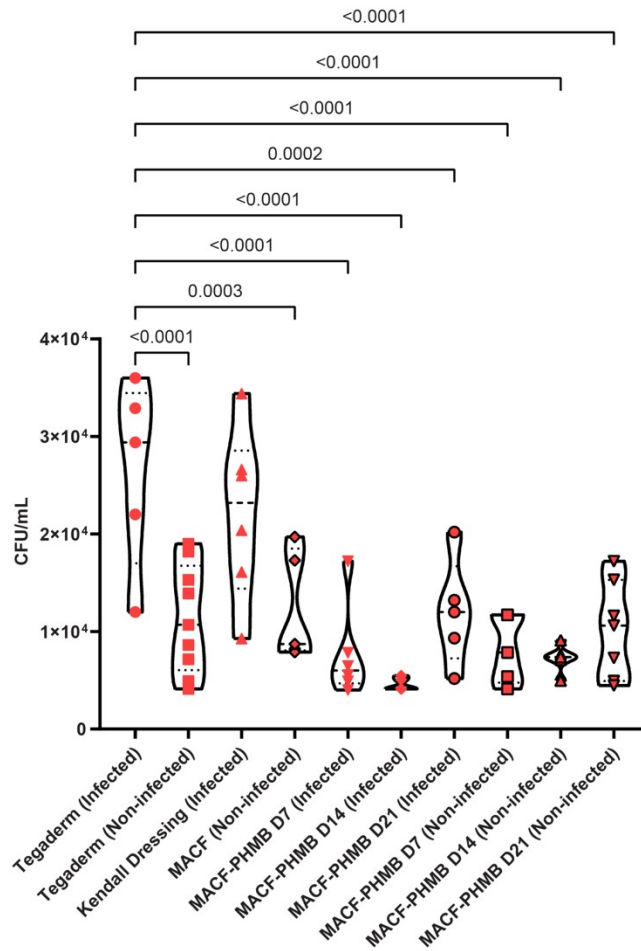 <0.0001
<0.0001
<0.0001
0.0002
<0.0001
<0.0001
0.0003
<0.0001
4×10⁴
3×10⁴
2×10⁴
1×10⁴
0
CFU/mL
Tegaderm (Infected)
Tegaderm (Non-infected)
Kendall Dressing (Infected)
MACF (Non-infected)
MACF-PHMB D7 (Infected)
MACF-PHMB D14 (Infected)
MACF-PHMB D21 (Infected)
MACF-PHMB D7 (Non-infected)
MACF-PHMB D14 (Non-infected)
MACF-PHMB D21 (Non-infected)